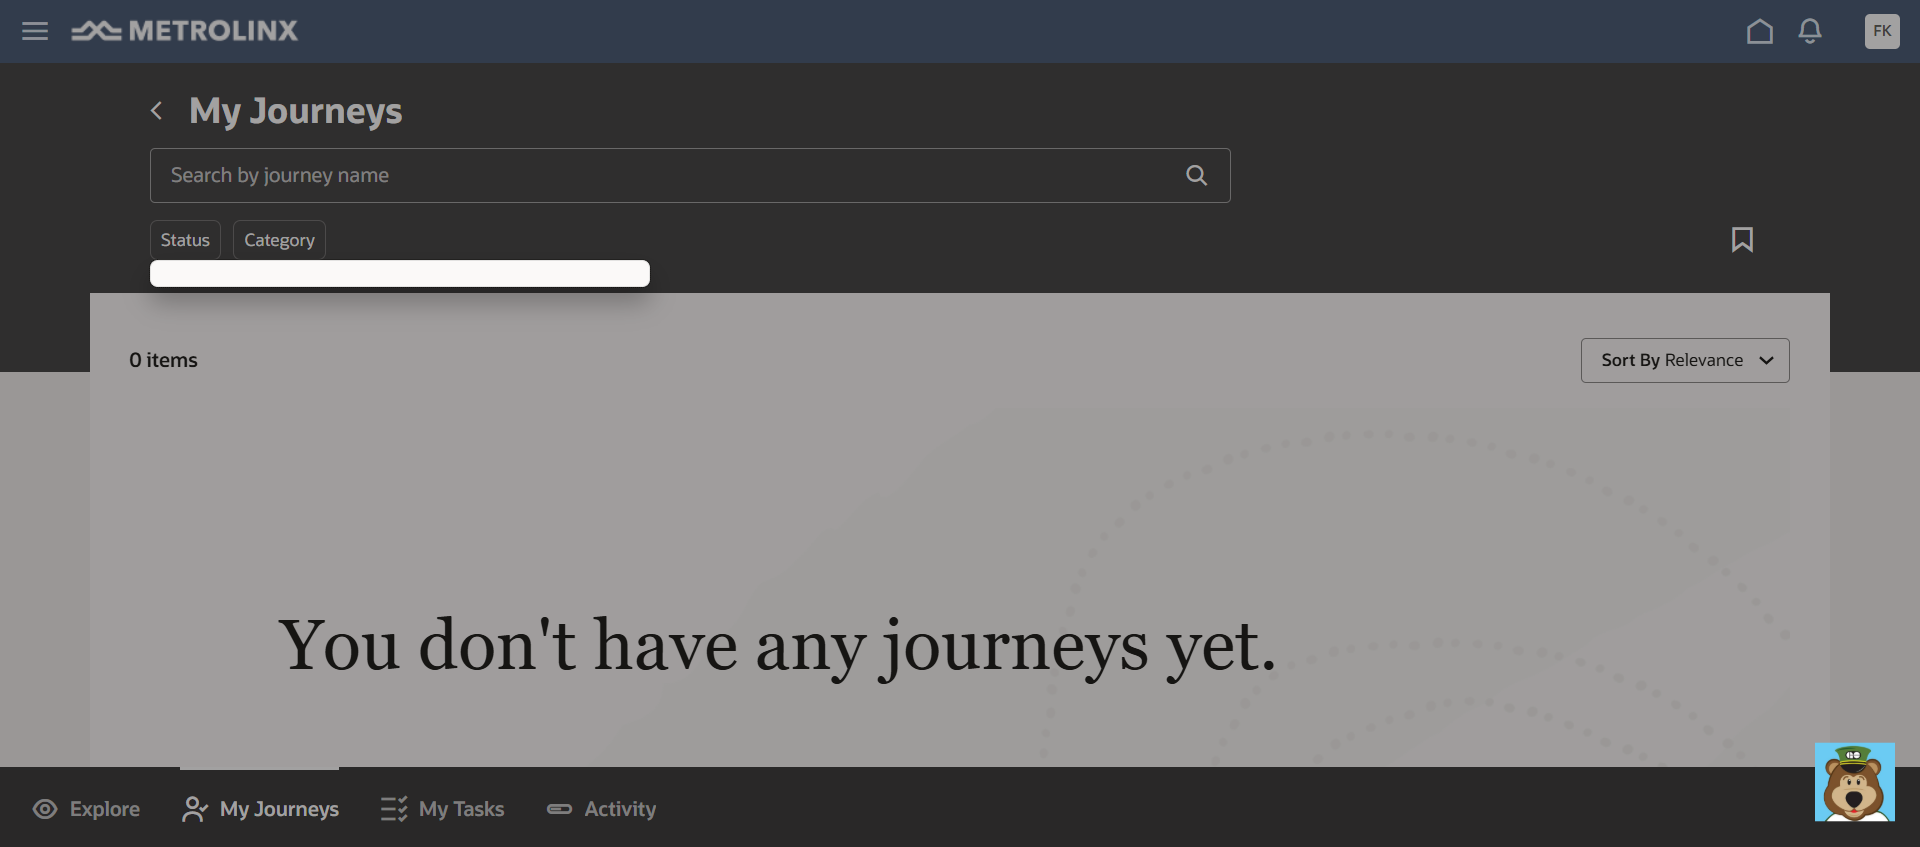 METROLINX
FK
My Journeys
Search by journey name
Status
Category
0 items
Sort By Relevance
You don't have any journeys yet.
Explore
My Journeys
My Tasks
Activity